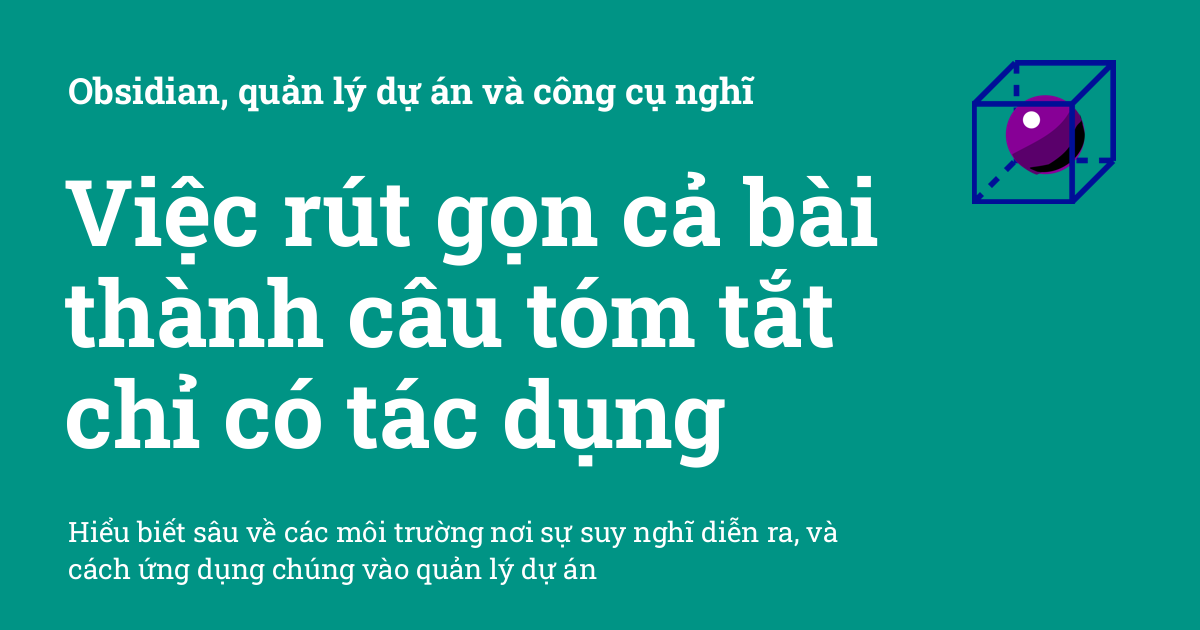 Obsidian, quản lý dự án và công cụ nghĩ
Việc rút gọn cả bài
thành câu tóm tắt
chỉ có tác dụng
Hiểu biết sâu về các môi trường nơi sự suy nghĩ diễn ra, và
cách ứng dụng chúng vào quản lý dự án